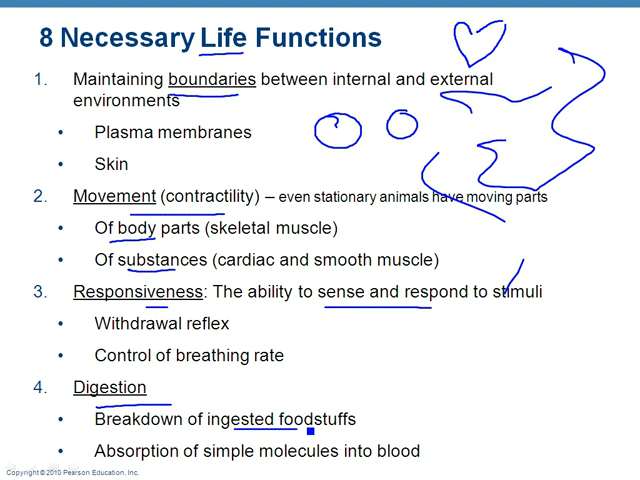 8 Necessary Life Functions
1. Maintaining boundaries between internal and external
environments
• Plasma membranes
• Skin
2. Movement (contractility) – even stationary animals have moving parts
• Of body parts (skeletal muscle)
• Of substances (cardiac and smooth muscle)
3. Responsiveness: The ability to sense and respond to stimuli
• Withdrawal reflex
• Control of breathing rate
4. Digestion
• Breakdown of ingested foodstuffs
• Absorption of simple molecules into blood
Copyright © 2010 Pearson Education, Inc.